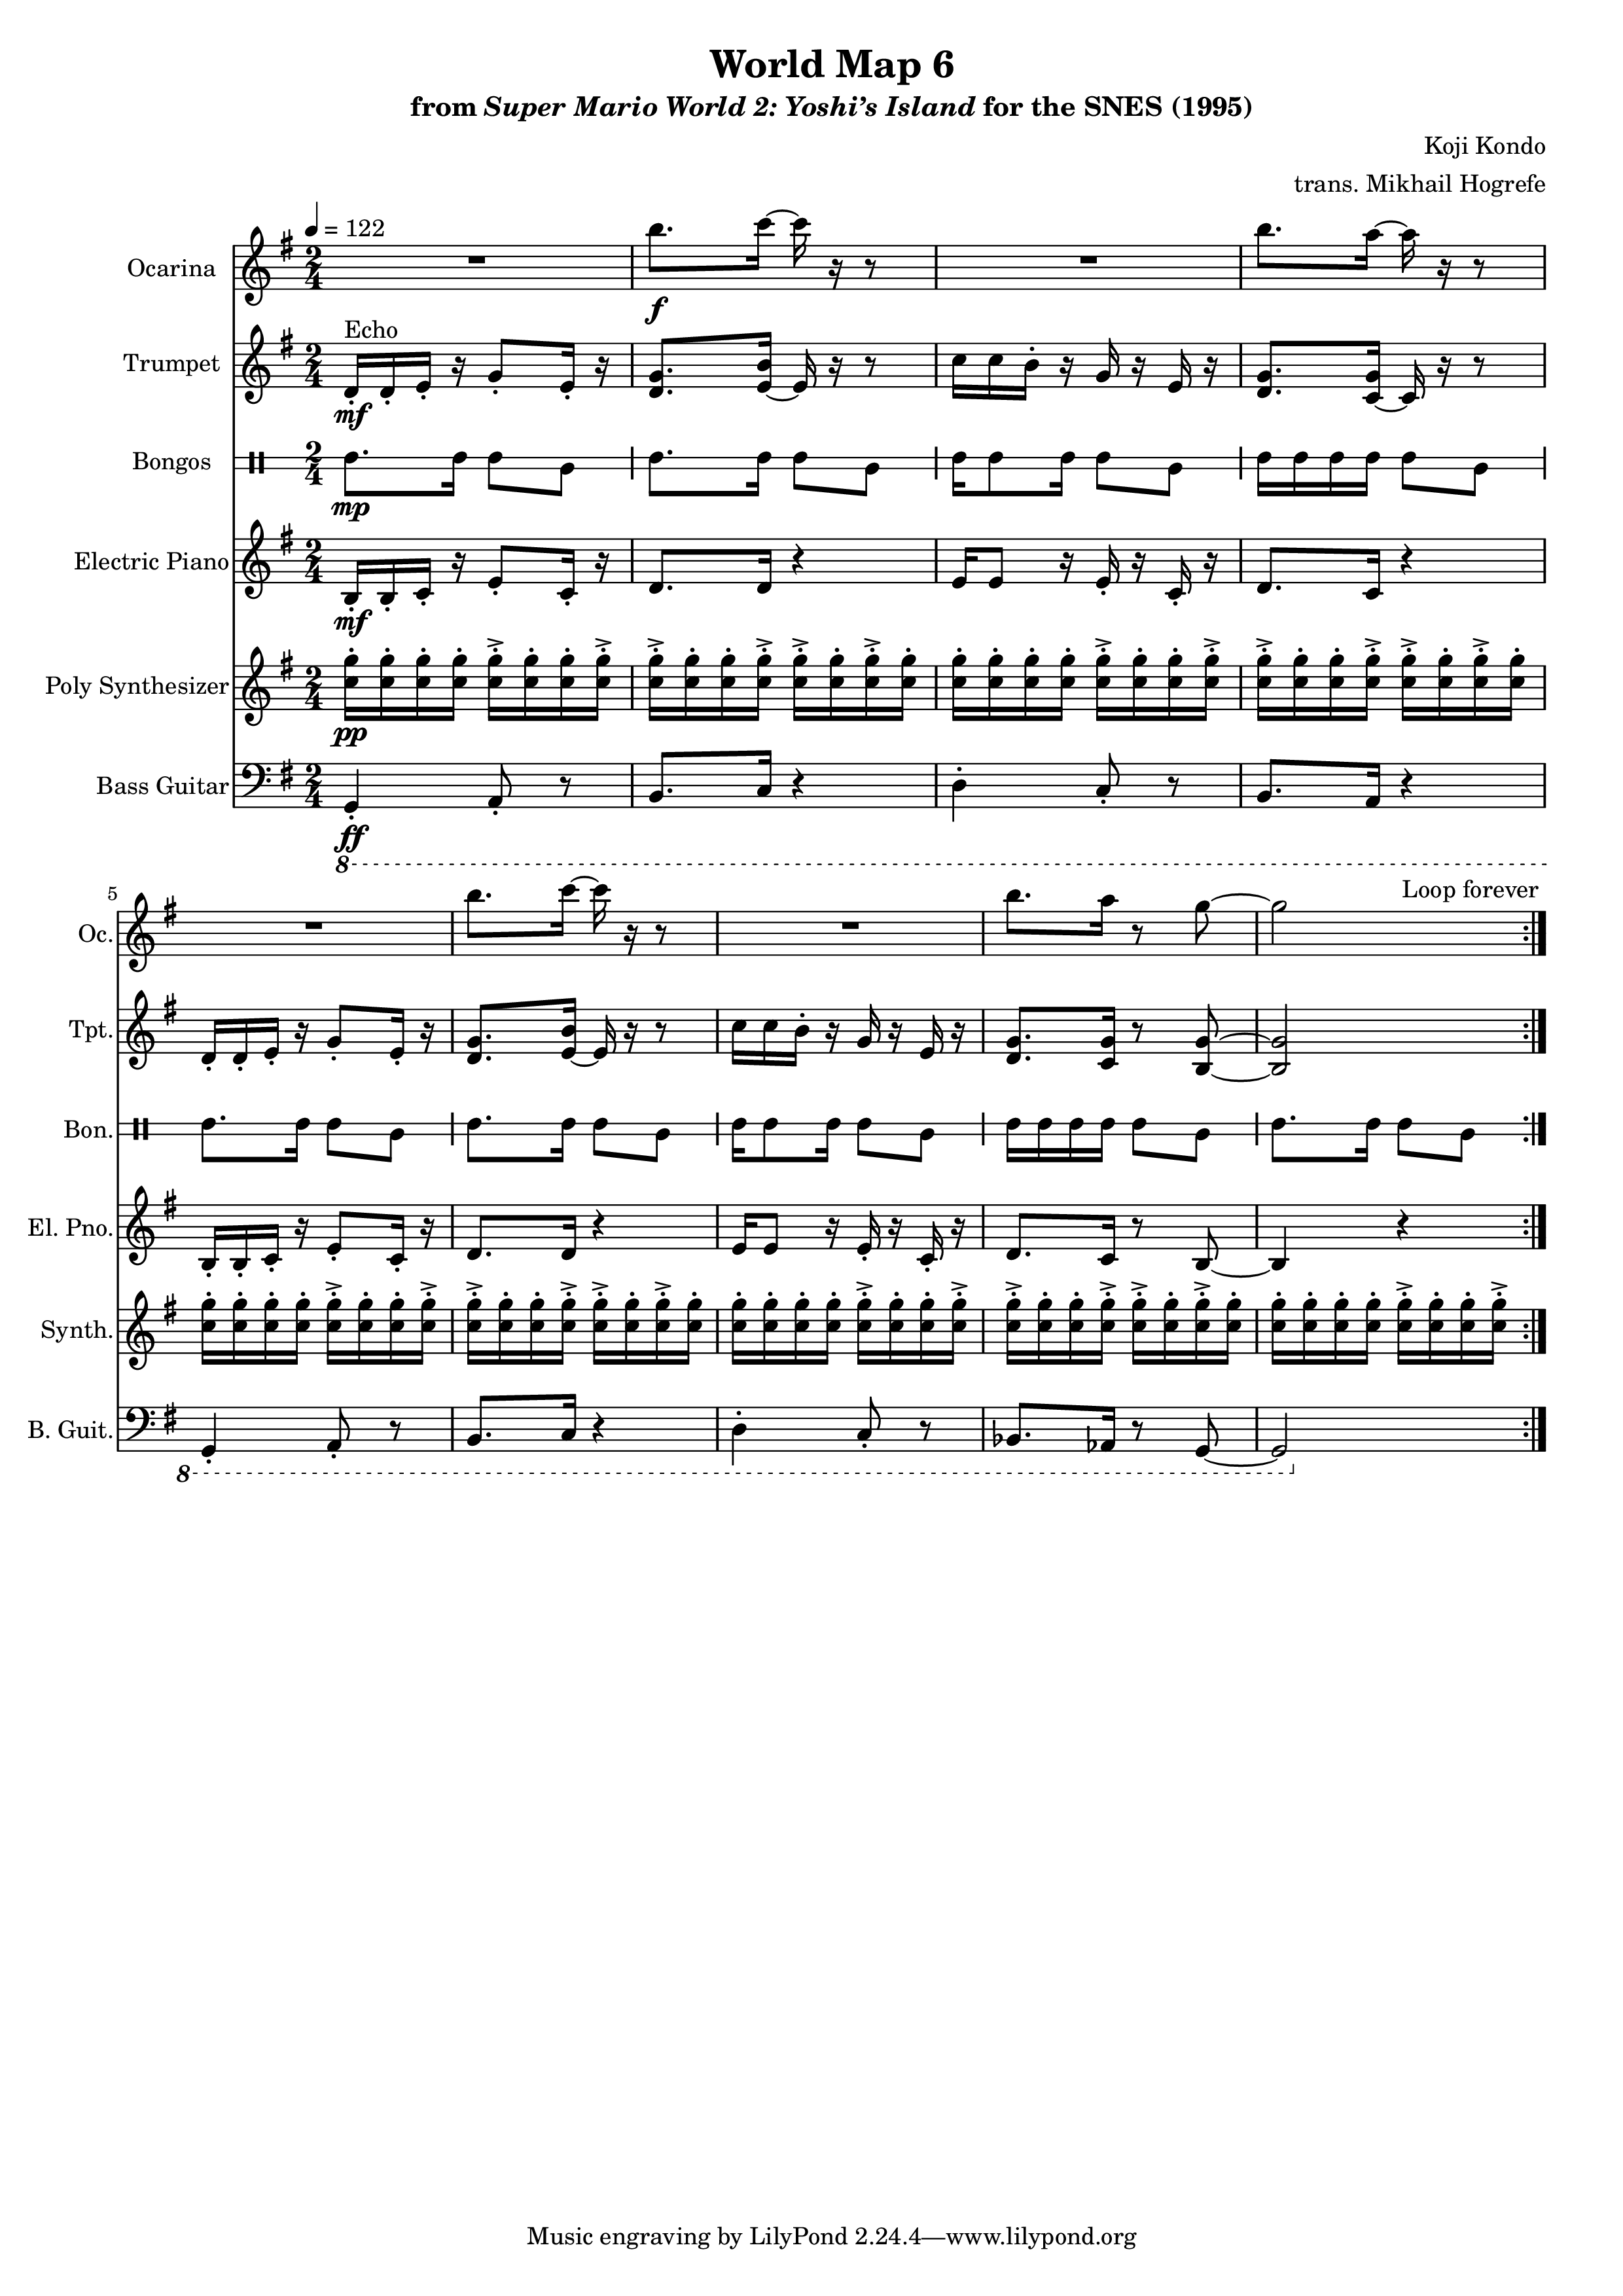 World Map 6
from Super Mario World 2: Yoshi’s Island for the SNES (1995)
Koji Kondo
trans. Mikhail Hogrefe
= 122
Ocarina
f
Echo
Trumpet
mf
Bongos
mp
Electric Piano
mf
Poly Synthesizer
pp
Bass Guitar
ff
8
5
Loop forever
Oc.
Tpt.
Bon.
El. Pno.
Synth.
B. Guit.
8
Music engraving by LilyPond 2.24.4—www.lilypond.org